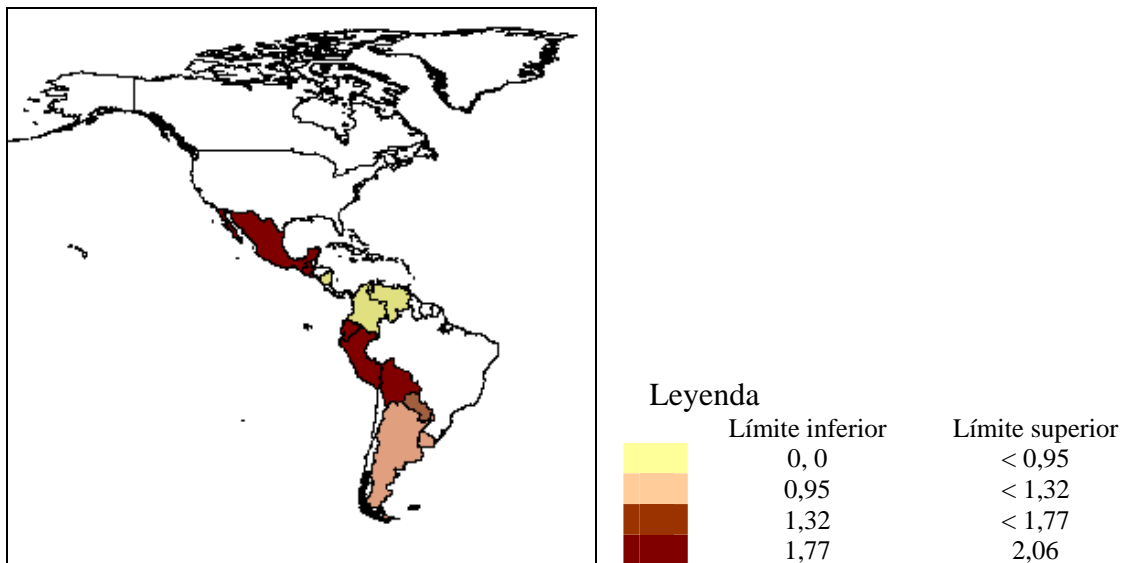 Leyenda
Límite inferior Límite superior
0, 0 < 0,95
0,95 < 1,32
1,32 < 1,77
1,77 2,06